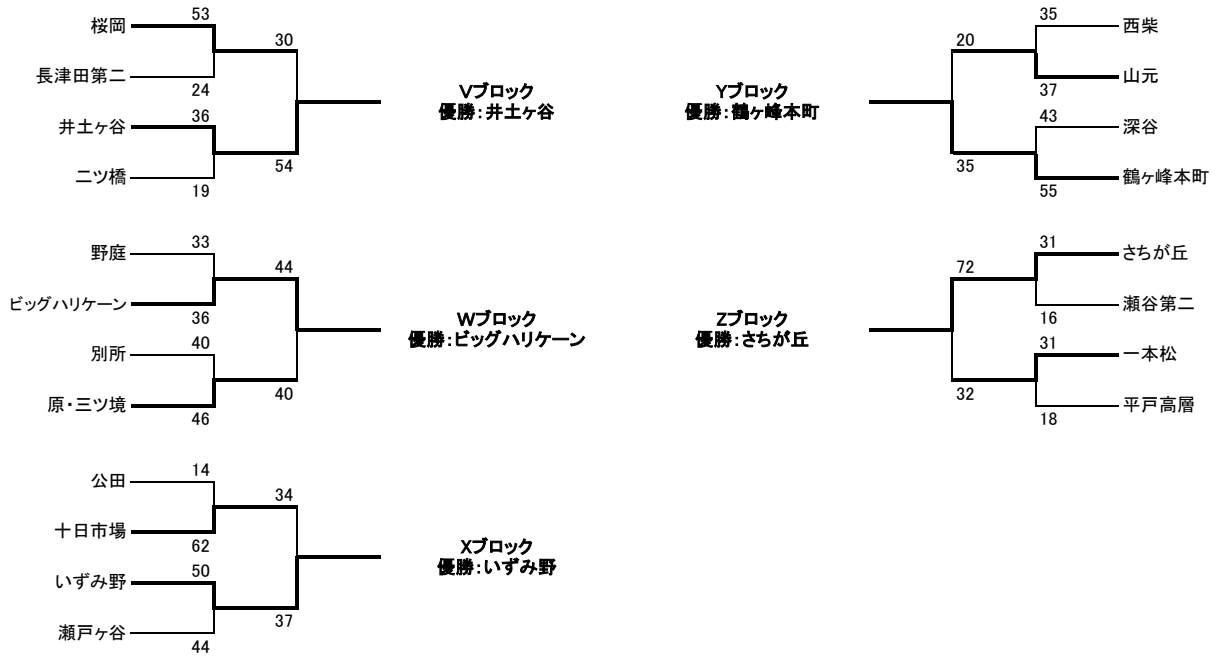 53
桜岡
30
長津田第二
24
Vブロック
優勝：井土ヶ谷
36
井土ヶ谷
54
二ツ橋
19
35
西柴
20
山元
37
Yブロック
優勝：鶴ヶ峰本町
43
深谷
35
鶴ヶ峰本町
55
33
野庭
44
ビッグハリケーン
36
Wブロック
優勝：ビッグハリケーン
40
別所
40
原・三ツ境
46
31
さちが丘
72
瀬谷第二
16
Zブロック
優勝：さちが丘
31
一本松
32
平戸高層
18
14
公田
34
十日市場
62
Xブロック
優勝：いずみ野
50
いずみ野
37
瀬戸ヶ谷
44